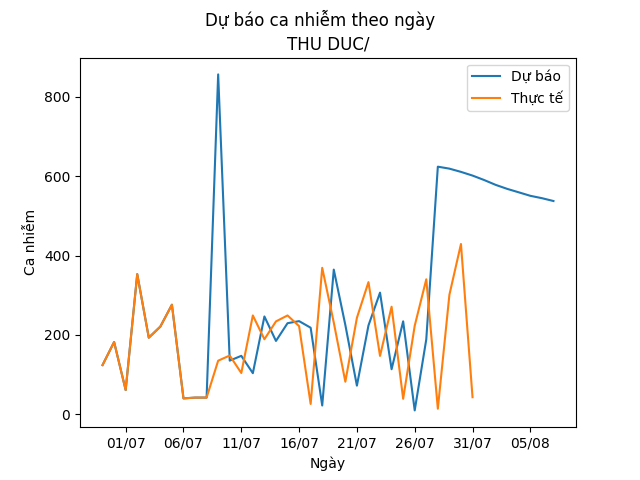 Dự báo ca nhiễm theo ngày
THU DUC/
Dự báo
Thực tế
Ca nhiễm
800
600
400
200
0
01/07 06/07 11/07 16/07 21/07 26/07 31/07 05/08
Ngày